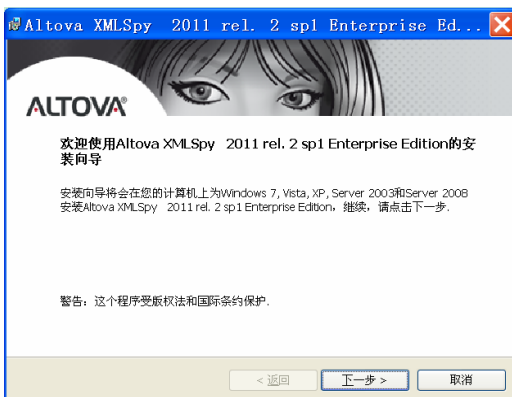 Altova XMLSpy 2011 rel. 2 sp1 Enterprise Ed...
ALTOVA®
欢迎使用Altova XMLSpy 2011 rel. 2 sp1 Enterprise Edition的安
装向导
安装向导将会在您的计算机上为Windows 7, Vista, XP, Server 2003和Server 2008
安装Altova XMLSpy 2011 rel. 2 sp1 Enterprise Edition，继续，请点击下一步.
警告：这个程序受版权法和国际条约保护.
< 返回
下一步 >
取消